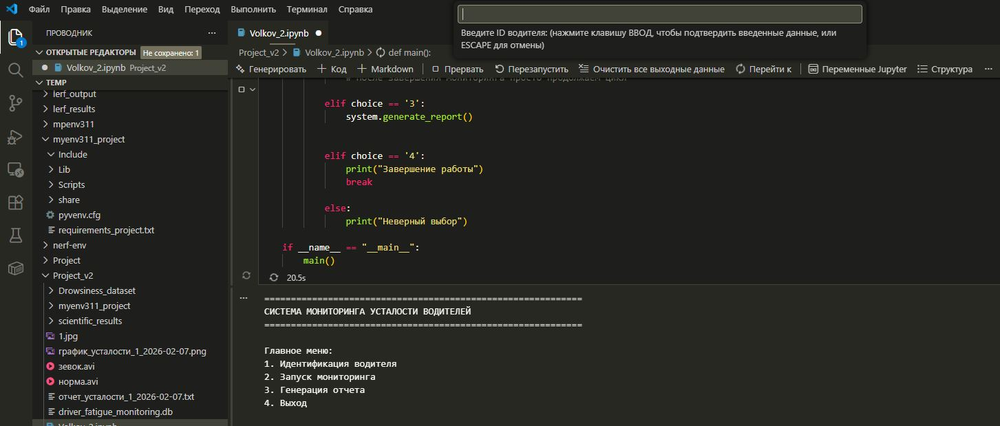 Файл Правка Выделение Вид Переход Выполнить Терминал Справка
Введите ID водителя: (нажмите клавишу ВВОД, чтобы подтвердить введенные данные, или
ESCAPE для отмены)
ПРОВОДНИК ···
1
ОТКРЫТЫЕ РЕДАКТОРЫ Не сохранено: 1
Volkov_2.ipynb Project_v2
TEMP
lerf_output
lerf_results
mpenv311
myenv311_project
Include
Lib
Scripts
share
pyvenv.cfg
requirements_project.txt
nerf-env
Project
Project_v2
Drowsiness_dataset
myenv311_project
scientific_results
1.jpg
график_усталости_1_2026-02-07.png
зевок.avi
норма.avi
отчет_усталости_1_2026-02-07.txt
driver_fatigue_monitoring.db
Volkov_2.ipynb
Volkov_2.ipynb
Project_v2 > Volkov_2.ipynb > def main():
Генерировать + Код + Markdown Прервать Перезапустить Очистить все выходные данные Перейти к Переменные Jupyter Структура ···
# После завершения мониторинга просто продолжаем цикл
elif choice == '3':
system.generate_report()
elif choice == '4':
print("Завершение работы")
break
else:
print("Неверный выбор")
if __name__ == "__main__":
main()
20.5s
============================================================
СИСТЕМА МОНИТОРИНГА УСТАЛОСТИ ВОДИТЕЛЕЙ
============================================================
Главное меню:
1. Идентификация водителя
2. Запуск мониторинга
3. Генерация отчета
4. Выход